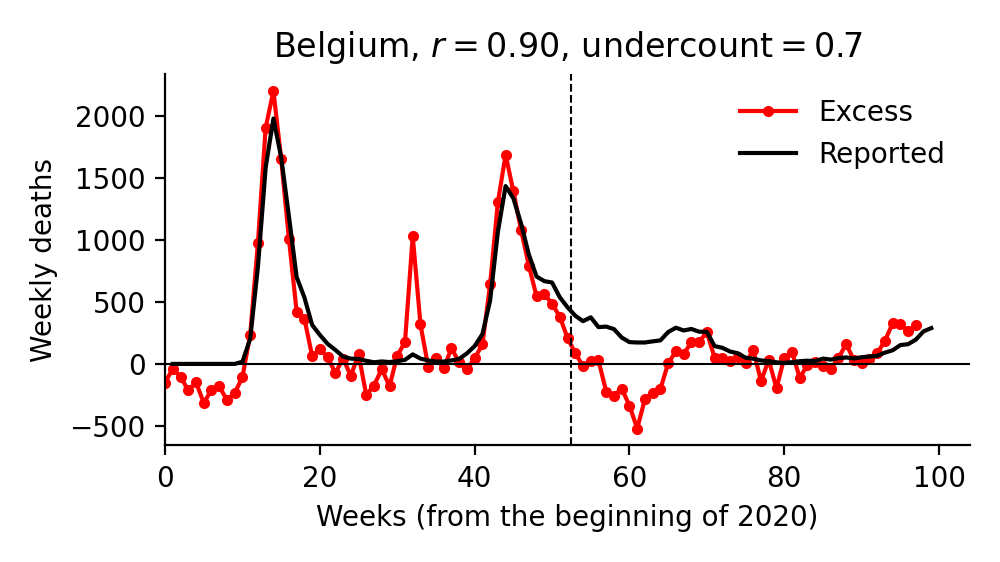 Belgium, r = 0.90, undercount = 0.7
Excess
Reported
Weekly deaths
2000
1500
1000
500
0
−500
0 20 40 60 80 100
Weeks (from the beginning of 2020)